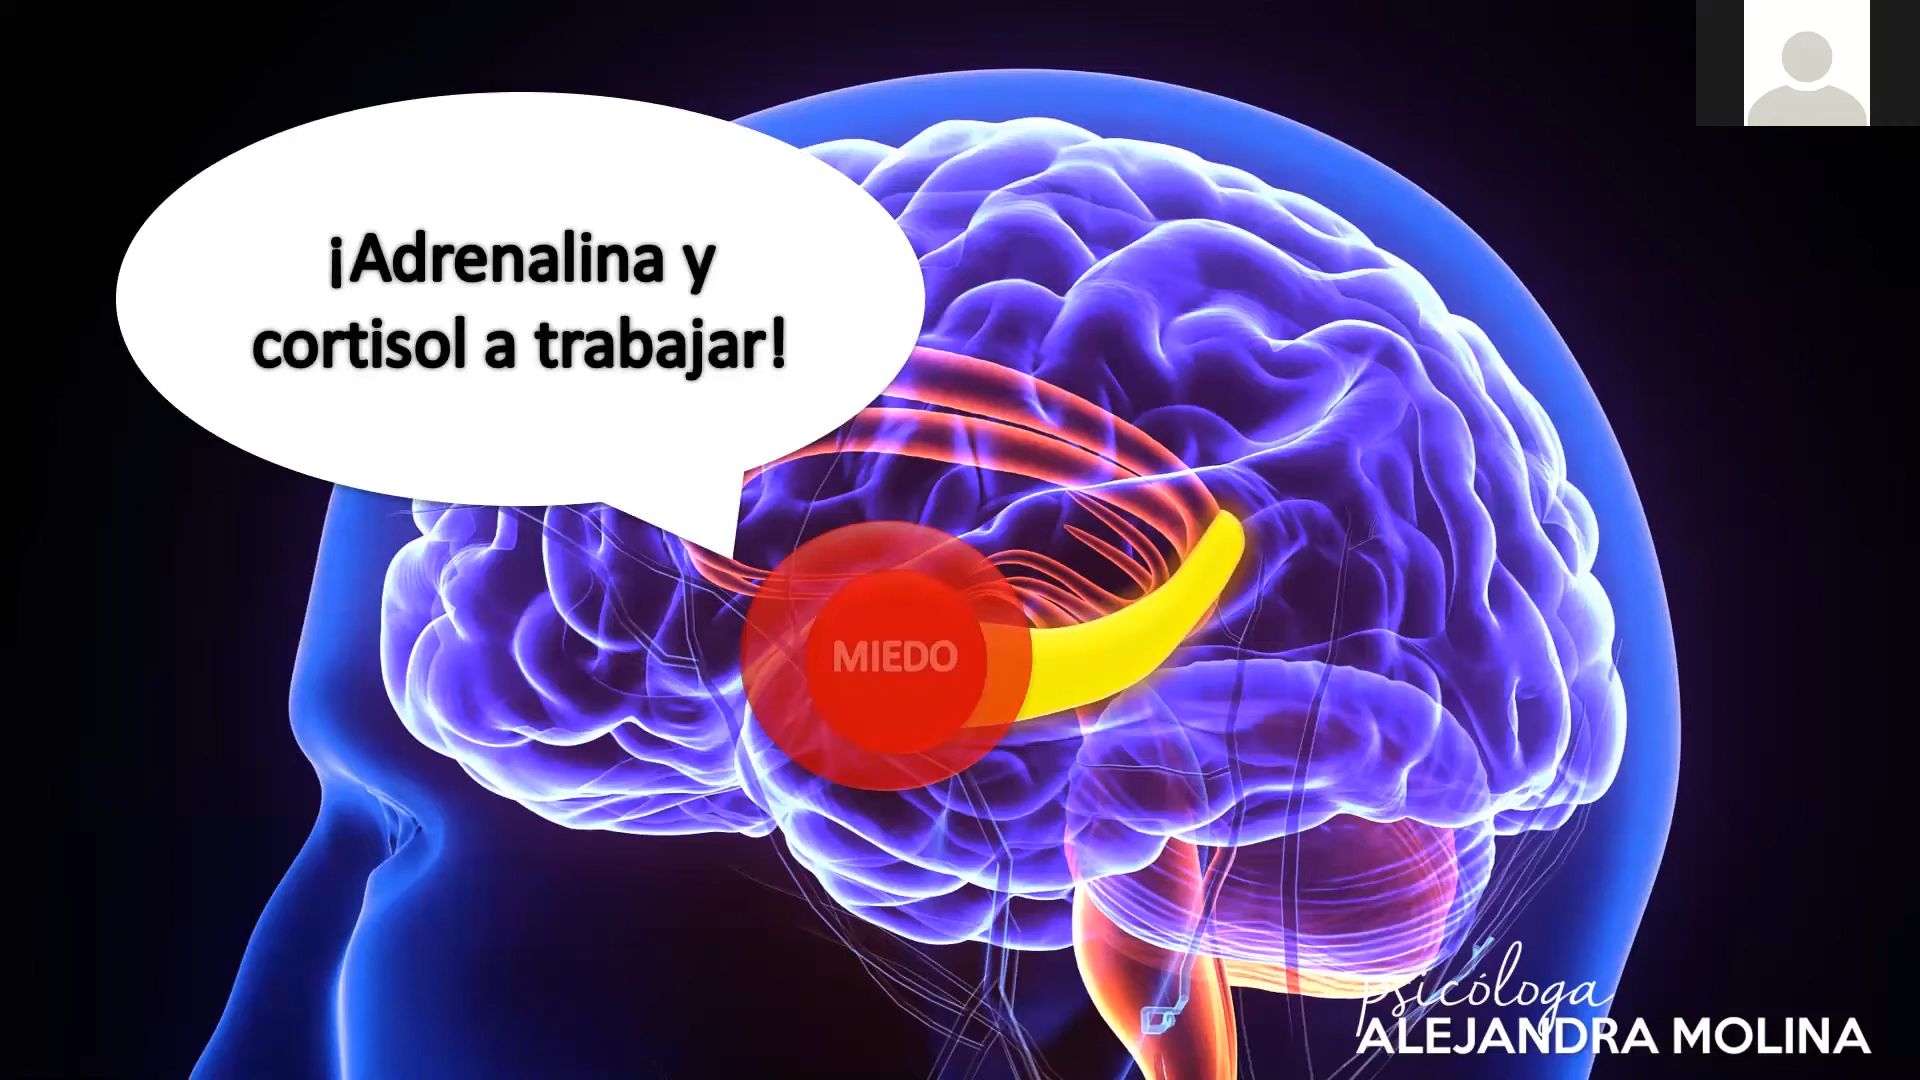 ¡Adrenalina y
cortisol a trabajar!
MIEDO
psicóloga
ALEJANDRA MOLINA